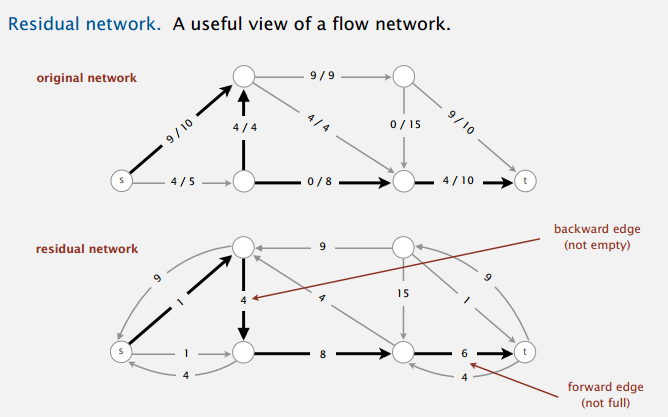 Residual network. A useful view of a flow network.
original network
9 / 9
9 / 10
4 / 4
4 / 4
0 / 15
9 / 10
s
4 / 5
0 / 8
4 / 10
t
residual network
backward edge
(not empty)
9
9
1
4
4
15
1
9
s
1
8
6
t
4
4
forward edge
(not full)